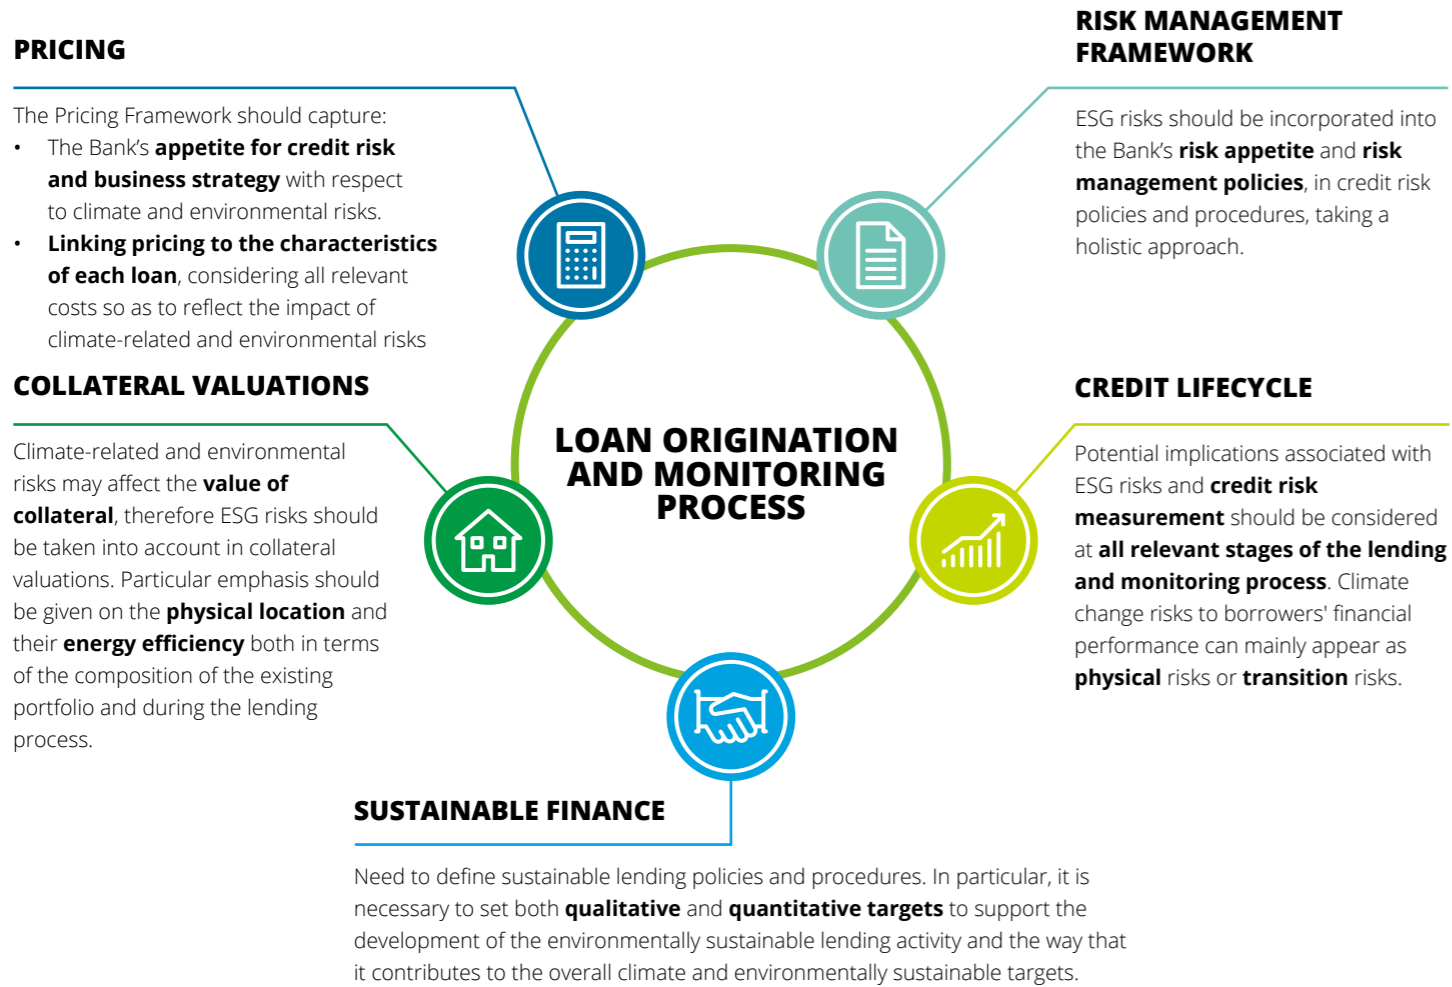 PRICING
The Pricing Framework should capture:
• The Bank’s appetite for credit risk
and business strategy with respect
to climate and environmental risks.
• Linking pricing to the characteristics
of each loan, considering all relevant
costs so as to reflect the impact of
climate-related and environmental risks
RISK MANAGEMENT
FRAMEWORK
ESG risks should be incorporated into
the Bank’s risk appetite and risk
management policies, in credit risk
policies and procedures, taking a
holistic approach.
COLLATERAL VALUATIONS
Climate-related and environmental
risks may affect the value of
collateral, therefore ESG risks should
be taken into account in collateral
valuations. Particular emphasis should
be given on the physical location and
their energy efficiency both in terms
of the composition of the existing
portfolio and during the lending
process.
LOAN ORIGINATION
AND MONITORING
PROCESS
CREDIT LIFECYCLE
Potential implications associated with
ESG risks and credit risk
measurement should be considered
at all relevant stages of the lending
and monitoring process. Climate
change risks to borrowers' financial
performance can mainly appear as
physical risks or transition risks.
SUSTAINABLE FINANCE
Need to define sustainable lending policies and procedures. In particular, it is
necessary to set both qualitative and quantitative targets to support the
development of the environmentally sustainable lending activity and the way that
it contributes to the overall climate and environmentally sustainable targets.